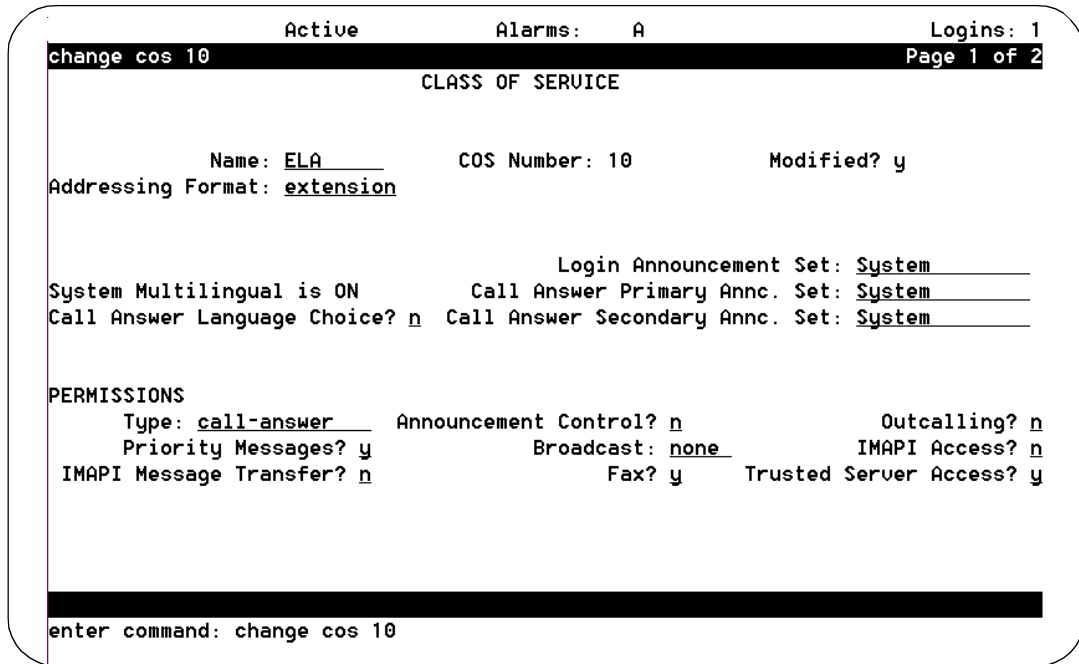 Active Alarms: A Logins: 1
change cos 10 Page 1 of 2
CLASS OF SERVICE
Name: ELA COS Number: 10 Modified? y
Addressing Format: extension
Login Announcement Set: System
System Multilingual is ON Call Answer Primary Annc. Set: System
Call Answer Language Choice? n Call Answer Secondary Annc. Set: System
PERMISSIONS
Type: call-answer Announcement Control? n Outcalling? n
Priority Messages? y Broadcast: none IMAPI Access? n
IMAPI Message Transfer? n Fax? y Trusted Server Access? y
enter command: change cos 10